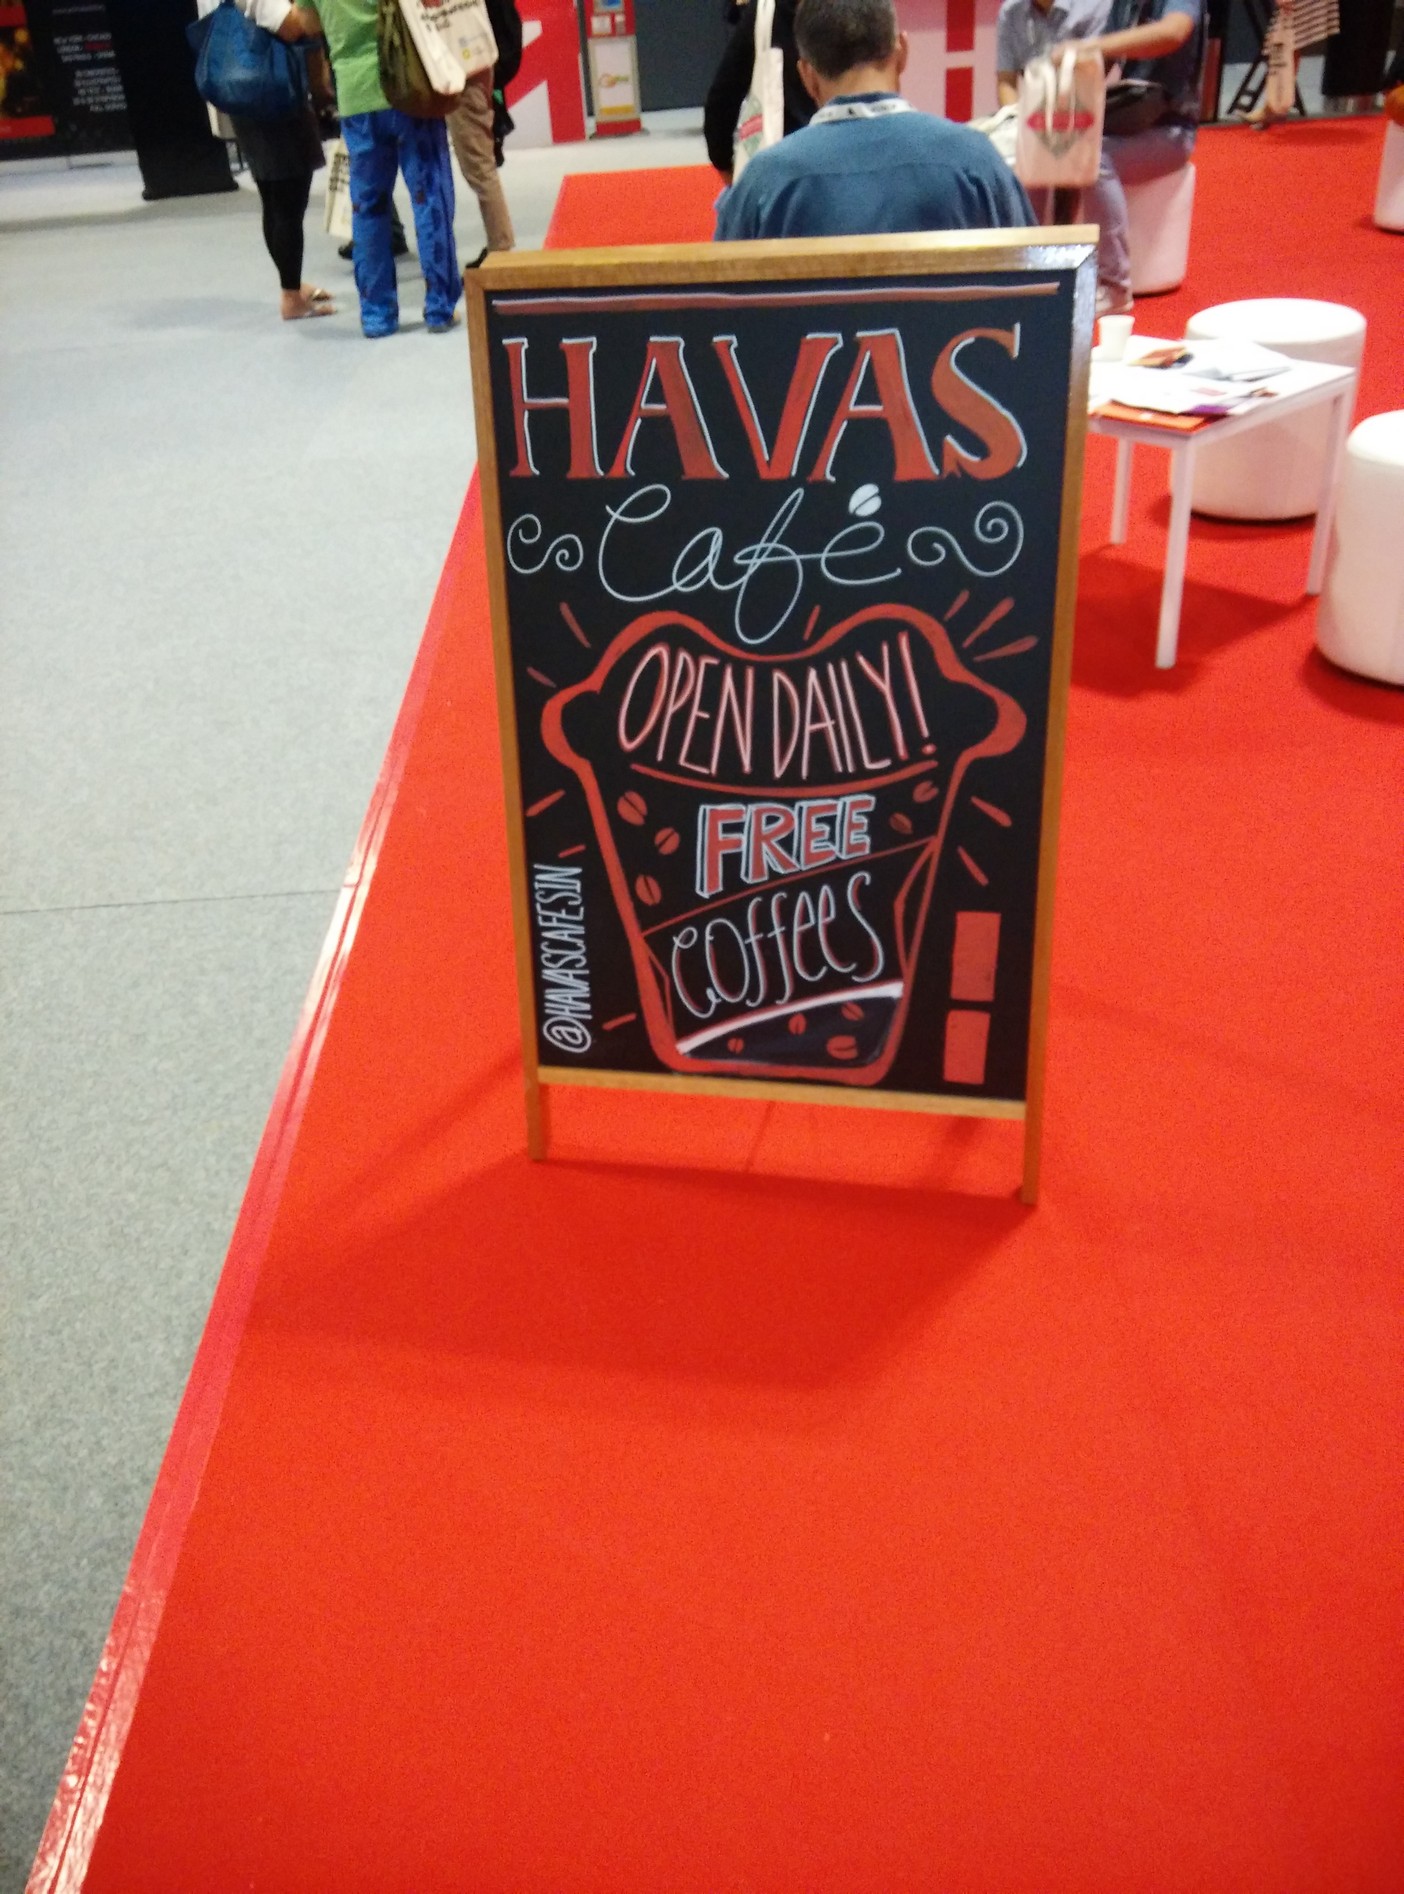 HAVAS
Café
OPEN DAILY!
FREE
coffees
@HAVASCAFESIN